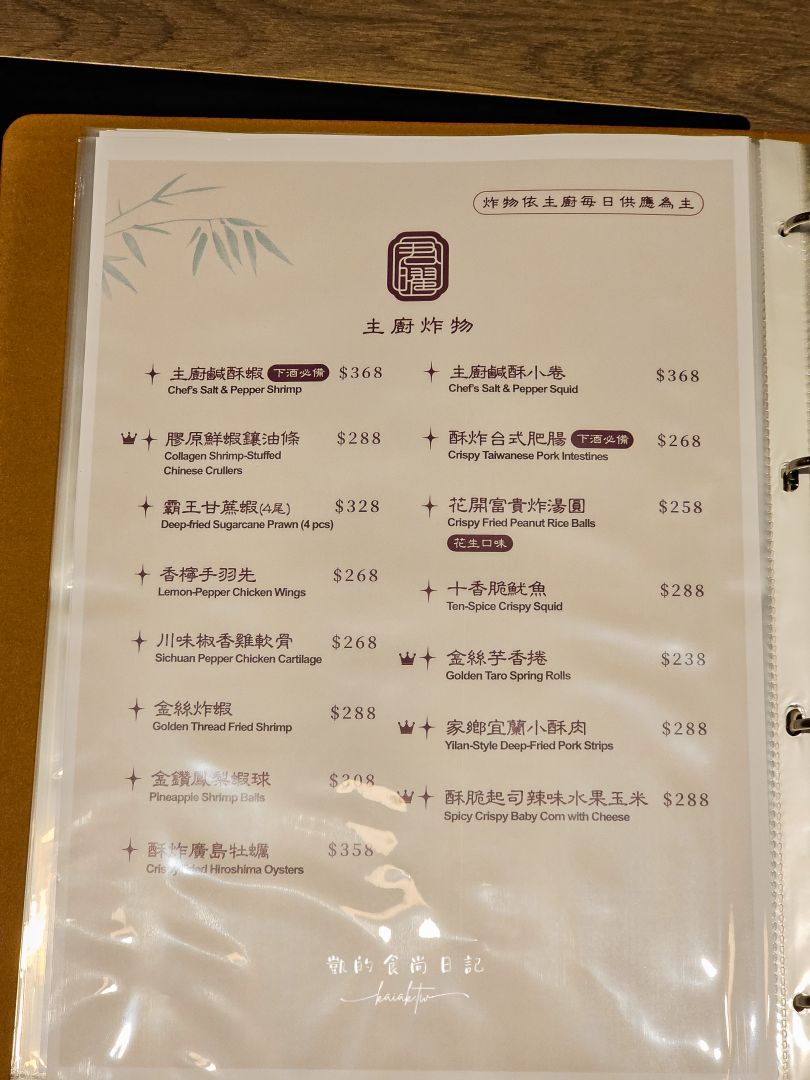 炸物依主廚每日供應為主
君曜
主廚炸物
主廚鹹酥蝦 下酒必備 $368
Chef's Salt & Pepper Shrimp
膠原鮮蝦鑲油條 $288
Collagen Shrimp-Stuffed
Chinese Crullers
霸王甘蔗蝦(4尾) $328
Deep-fried Sugarcane Prawn (4 pcs)
香檸手羽先 $268
Lemon-Pepper Chicken Wings
川味椒香雞軟骨 $268
Sichuan Pepper Chicken Cartilage
金絲炸蝦 $288
Golden Thread Fried Shrimp
金鑽鳳梨蝦球 $308
Pineapple Shrimp Balls
酥炸廣島牡蠣 $358
Crispy Fried Hiroshima Oysters
主廚鹹酥小卷 $368
Chef's Salt & Pepper Squid
酥炸台式肥腸 下酒必備 $268
Crispy Taiwanese Pork Intestines
花開富貴炸湯圓 $258
Crispy Fried Peanut Rice Balls
花生口味
十香脆魷魚 $288
Ten-Spice Crispy Squid
金絲芋香捲 $238
Golden Taro Spring Rolls
家鄉宜蘭小酥肉 $288
Yilan-Style Deep-Fried Pork Strips
酥脆起司辣味水果玉米 $288
Spicy Crispy Baby Corn with Cheese
凱的食尚日記
kaiak.tw